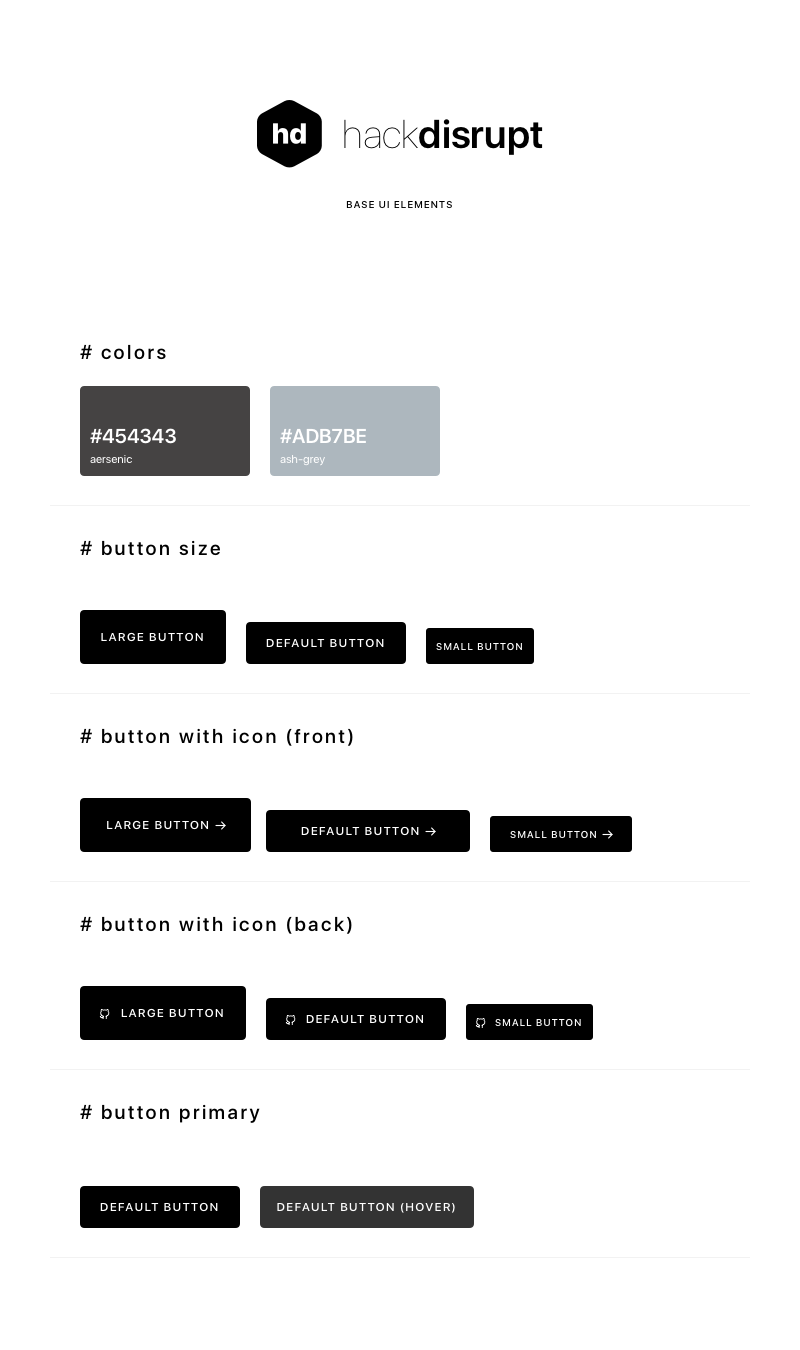 hd hackdisrupt
BASE UI ELEMENTS
# colors
#454343 #ADB7BE
aersenic ash-grey
# button size
LARGE BUTTON DEFAULT BUTTON SMALL BUTTON
# button with icon (front)
LARGE BUTTON → DEFAULT BUTTON → SMALL BUTTON →
# button with icon (back)
LARGE BUTTON DEFAULT BUTTON SMALL BUTTON
# button primary
DEFAULT BUTTON DEFAULT BUTTON (HOVER)